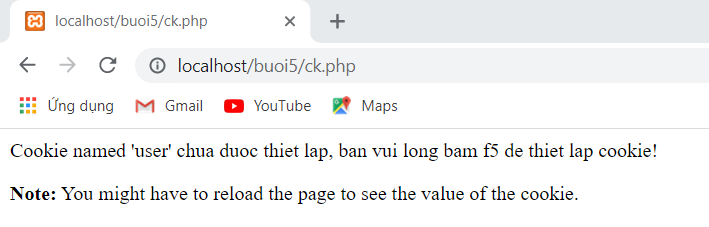 localhost/buoi5/ck.php
localhost/buoi5/ck.php
Ứng dụng Gmail YouTube Maps
Cookie named 'user' chua duoc thiet lap, ban vui long bam f5 de thiet lap cookie!
Note: You might have to reload the page to see the value of the cookie.